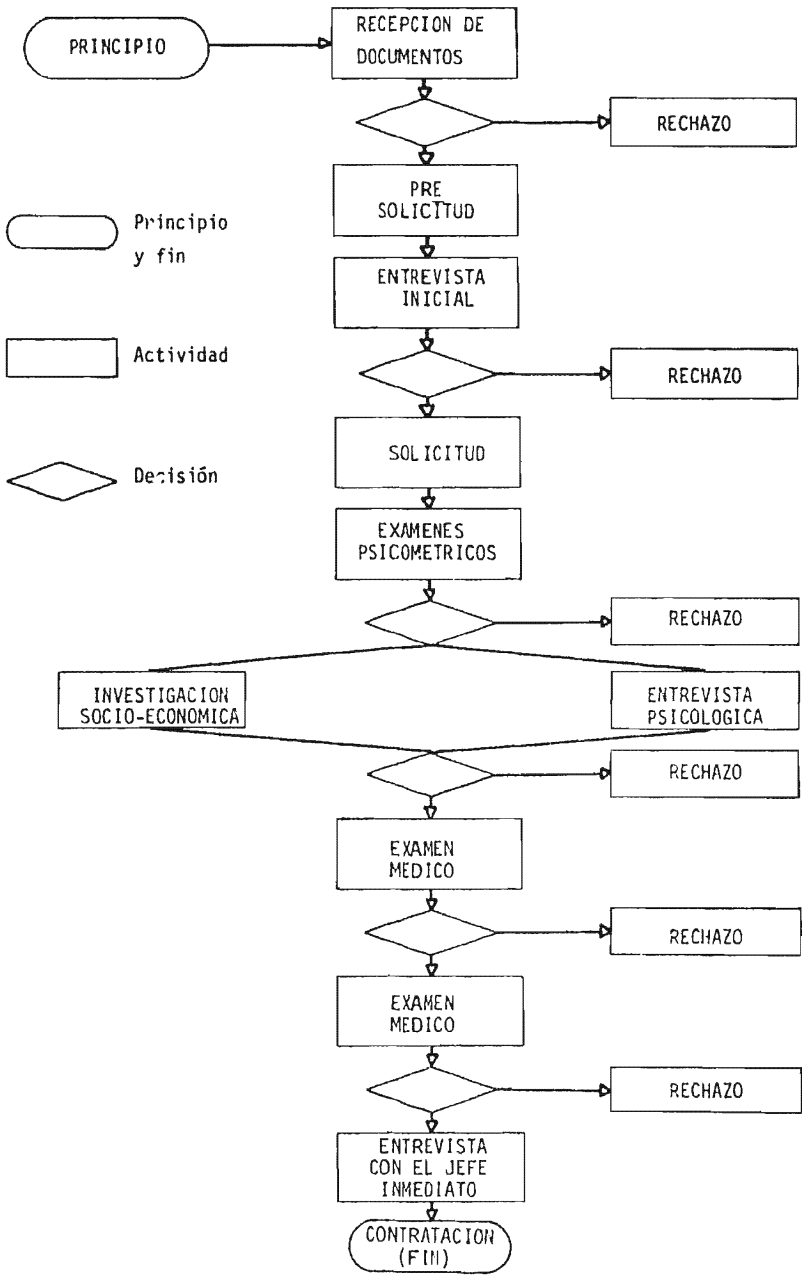 PRINCIPIO
RECEPCION DE
DOCUMENTOS
RECHAZO
PRE
SOLICITUD
Principio
y fin
ENTREVISTA
INICIAL
Actividad
RECHAZO
SOLICITUD
Decisión
EXAMENES
PSICOMETRICOS
RECHAZO
INVESTIGACION
SOCIO-ECONOMICA
ENTREVISTA
PSICOLOGICA
RECHAZO
EXAMEN
MEDICO
RECHAZO
EXAMEN
MEDICO
RECHAZO
ENTREVISTA
CON EL JEFE
INMEDIATO
CONTRATACION
(FIN)